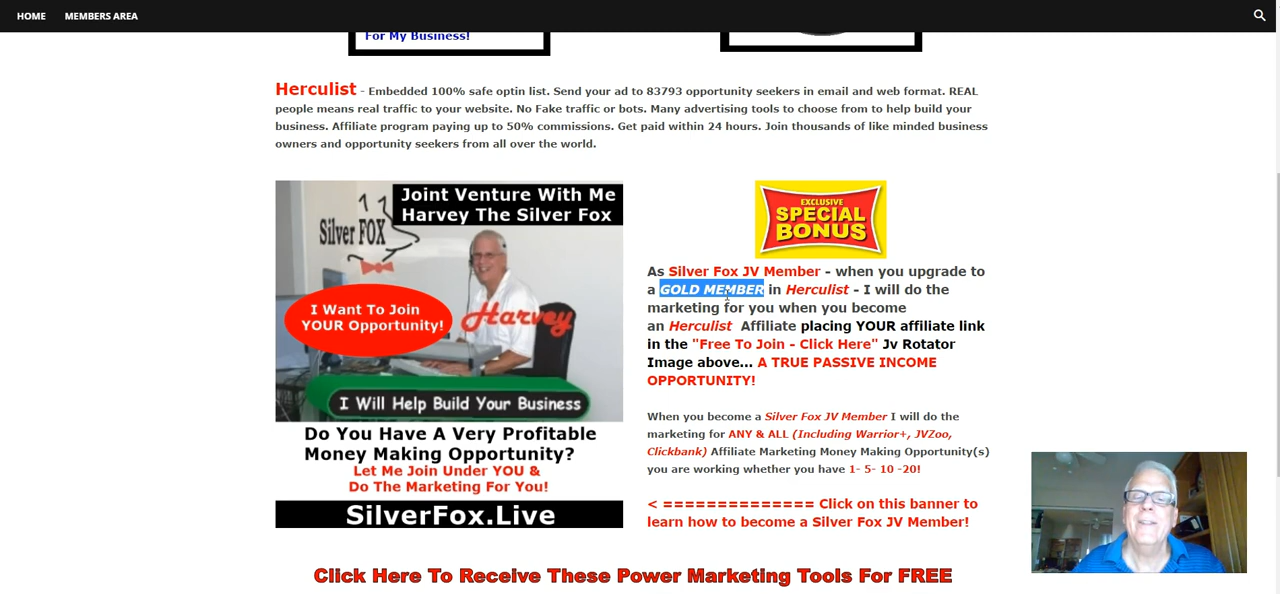 HOME MEMBERS AREA
For My Business!
Herculist - Embedded 100% safe optin list. Send your ad to 83793 opportunity seekers in email and web format. REAL
people means real traffic to your website. No Fake traffic or bots. Many advertising tools to choose from to help build your
business. Affiliate program paying up to 50% commissions. Get paid within 24 hours. Join thousands of like minded business
owners and opportunity seekers from all over the world.
Joint Venture With Me
Harvey The Silver Fox
Silver FOX
I Want To Join
YOUR Opportunity!
Harvey
I Will Help Build Your Business
Do You Have A Very Profitable
Money Making Opportunity?
Let Me Join Under YOU &
Do The Marketing For You!
SilverFox.Live
EXCLUSIVE
SPECIAL
BONUS
As Silver Fox JV Member - when you upgrade to
a GOLD MEMBER in Herculist - I will do the
marketing for you when you become
an Herculist Affiliate placing YOUR affiliate link
in the "Free To Join - Click Here" Jv Rotator
Image above... A TRUE PASSIVE INCOME
OPPORTUNITY!
When you become a Silver Fox JV Member I will do the
marketing for ANY & ALL (Including Warrior+, JVZoo,
Clickbank) Affiliate Marketing Money Making Opportunity(s)
you are working whether you have 1- 5- 10 -20!
< ============== Click on this banner to
learn how to become a Silver Fox JV Member!
Click Here To Receive These Power Marketing Tools For FREE